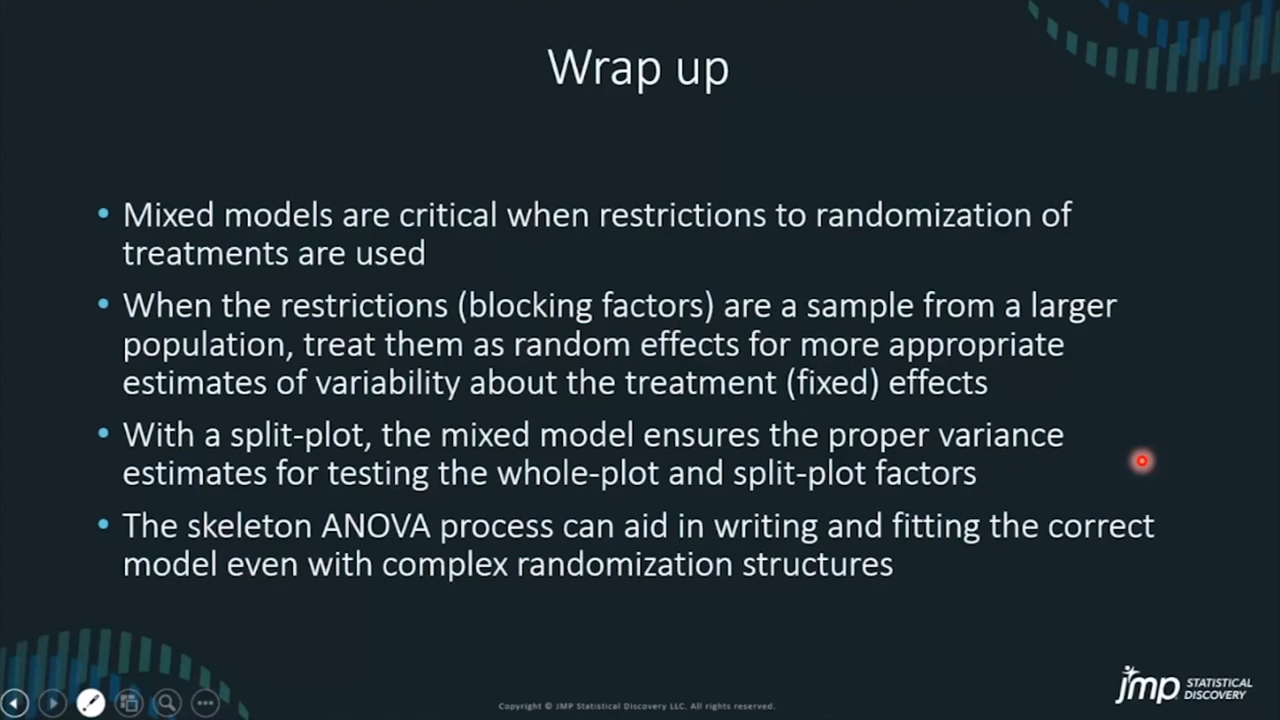 Wrap up
• Mixed models are critical when restrictions to randomization of
treatments are used
• When the restrictions (blocking factors) are a sample from a larger
population, treat them as random effects for more appropriate
estimates of variability about the treatment (fixed) effects
• With a split-plot, the mixed model ensures the proper variance
estimates for testing the whole-plot and split-plot factors
• The skeleton ANOVA process can aid in writing and fitting the correct
model even with complex randomization structures
jmp STATISTICAL
DISCOVERY
Copyright © JMP Statistical Discovery LLC. All rights reserved.